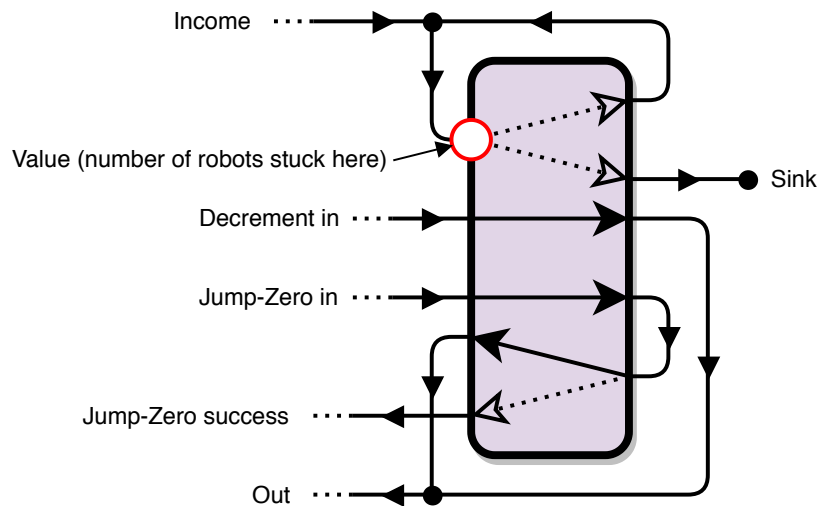 Income
Value (number of robots stuck here)
Sink
Decrement in
Jump-Zero in
Jump-Zero success
Out